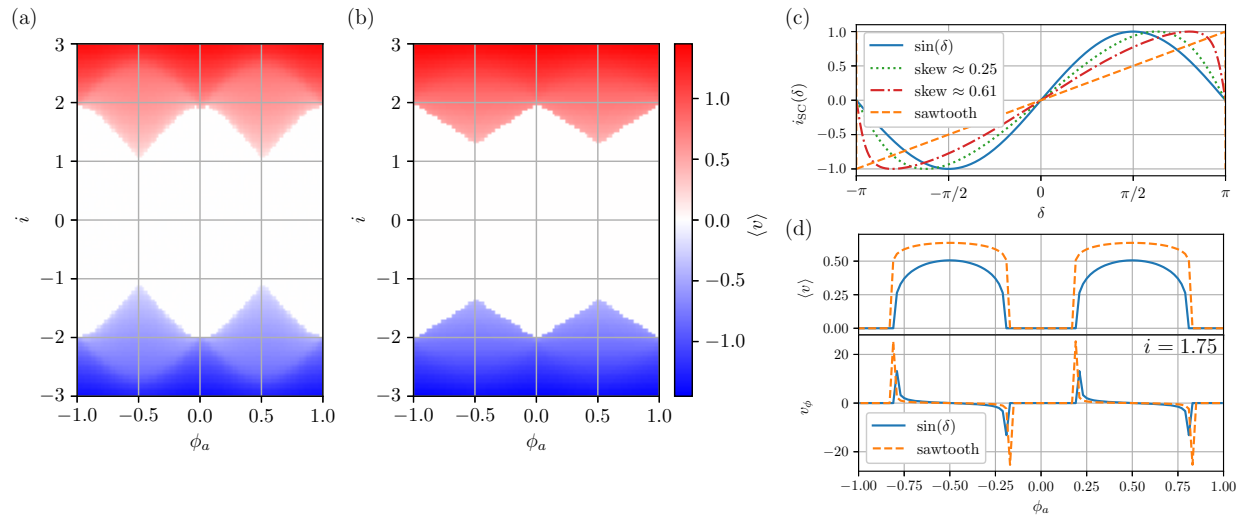 (a)
3
2
1
0
−1
−2
−3
i
−1.0
−0.5
0.0
0.5
1.0
ϕa
(b)
3
2
1
0
−1
−2
−3
i
−1.0
−0.5
0.0
0.5
1.0
ϕa
1.0
0.5
0.0
−0.5
−1.0
⟨v⟩
(c)
1.0
0.5
0.0
−0.5
−1.0
iSC(δ)
sin(δ)
skew ≈ 0.25
skew ≈ 0.61
sawtooth
−π
−π/2
0
π/2
π
δ
(d)
0.50
0.25
0.00
⟨v⟩
i = 1.75
20
0
−20
vϕ
sin(δ)
sawtooth
−1.00
−0.75
−0.50
−0.25
0.00
0.25
0.50
0.75
1.00
ϕa